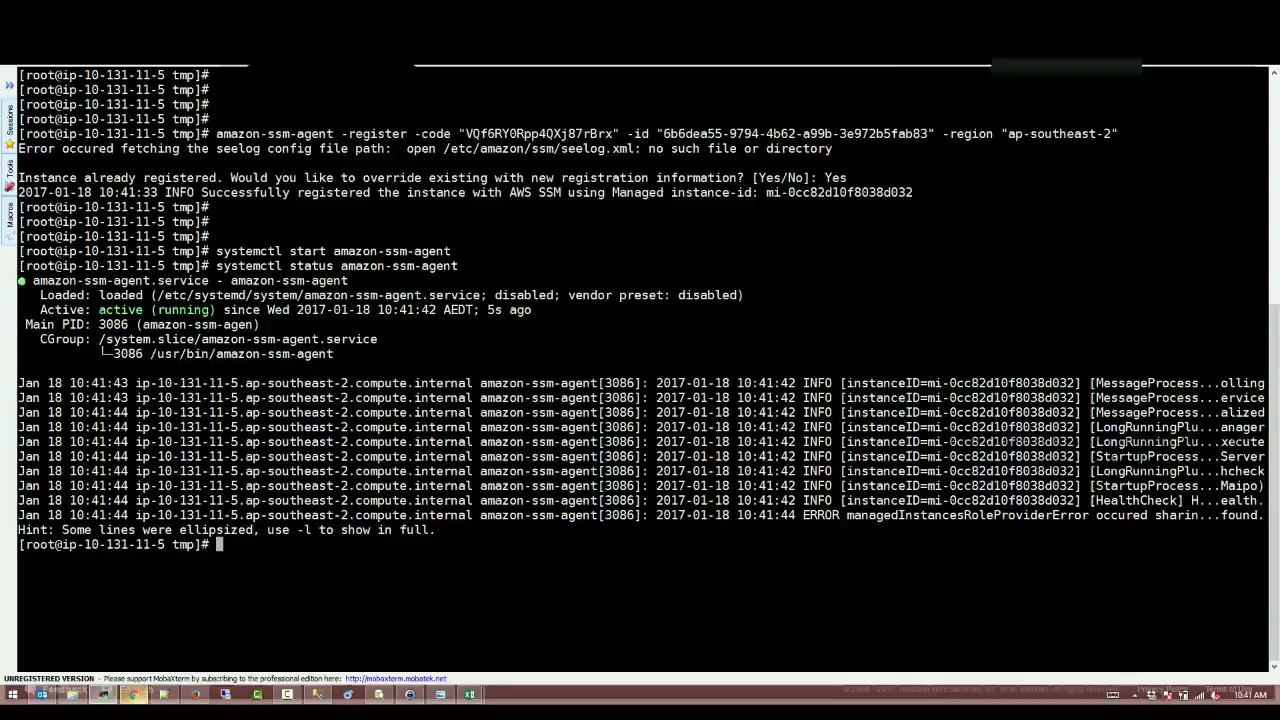 [root@ip-10-131-11-5 tmp]#
[root@ip-10-131-11-5 tmp]#
[root@ip-10-131-11-5 tmp]#
[root@ip-10-131-11-5 tmp]#
[root@ip-10-131-11-5 tmp]# amazon-ssm-agent -register -code "VQf6RY0Rpp4QXj87rBrx" -id "6b6dea55-9794-4b62-a99b-3e972b5fab83" -region "ap-southeast-2"
Error occured fetching the seelog config file path:  open /etc/amazon/ssm/seelog.xml: no such file or directory
Instance already registered. Would you like to override existing with new registration information? [Yes/No]: Yes
2017-01-18 10:41:33 INFO Successfully registered the instance with AWS SSM using Managed instance-id: mi-0cc82d10f8038d032
[root@ip-10-131-11-5 tmp]#
[root@ip-10-131-11-5 tmp]#
[root@ip-10-131-11-5 tmp]#
[root@ip-10-131-11-5 tmp]# systemctl start amazon-ssm-agent
[root@ip-10-131-11-5 tmp]# systemctl status amazon-ssm-agent
● amazon-ssm-agent.service - amazon-ssm-agent
Loaded: loaded (/etc/systemd/system/amazon-ssm-agent.service; disabled; vendor preset: disabled)
Active: active (running) since Wed 2017-01-18 10:41:42 AEDT; 5s ago
Main PID: 3086 (amazon-ssm-agen)
CGroup: /system.slice/amazon-ssm-agent.service
└─3086 /usr/bin/amazon-ssm-agent
Jan 18 10:41:43 ip-10-131-11-5.ap-southeast-2.compute.internal amazon-ssm-agent[3086]: 2017-01-18 10:41:42 INFO [instanceID=mi-0cc82d10f8038d032] [MessageProcess...olling
Jan 18 10:41:43 ip-10-131-11-5.ap-southeast-2.compute.internal amazon-ssm-agent[3086]: 2017-01-18 10:41:42 INFO [instanceID=mi-0cc82d10f8038d032] [MessageProcess...ervice
Jan 18 10:41:44 ip-10-131-11-5.ap-southeast-2.compute.internal amazon-ssm-agent[3086]: 2017-01-18 10:41:42 INFO [instanceID=mi-0cc82d10f8038d032] [MessageProcess...alized
Jan 18 10:41:44 ip-10-131-11-5.ap-southeast-2.compute.internal amazon-ssm-agent[3086]: 2017-01-18 10:41:42 INFO [instanceID=mi-0cc82d10f8038d032] [LongRunningPlu...anager
Jan 18 10:41:44 ip-10-131-11-5.ap-southeast-2.compute.internal amazon-ssm-agent[3086]: 2017-01-18 10:41:42 INFO [instanceID=mi-0cc82d10f8038d032] [LongRunningPlu...xecute
Jan 18 10:41:44 ip-10-131-11-5.ap-southeast-2.compute.internal amazon-ssm-agent[3086]: 2017-01-18 10:41:42 INFO [instanceID=mi-0cc82d10f8038d032] [StartupProcess...Server
Jan 18 10:41:44 ip-10-131-11-5.ap-southeast-2.compute.internal amazon-ssm-agent[3086]: 2017-01-18 10:41:42 INFO [instanceID=mi-0cc82d10f8038d032] [LongRunningPlu...hcheck
Jan 18 10:41:44 ip-10-131-11-5.ap-southeast-2.compute.internal amazon-ssm-agent[3086]: 2017-01-18 10:41:42 INFO [instanceID=mi-0cc82d10f8038d032] [StartupProcess...Maipo)
Jan 18 10:41:44 ip-10-131-11-5.ap-southeast-2.compute.internal amazon-ssm-agent[3086]: 2017-01-18 10:41:42 INFO [instanceID=mi-0cc82d10f8038d032] [HealthCheck] H...ealth.
Jan 18 10:41:44 ip-10-131-11-5.ap-southeast-2.compute.internal amazon-ssm-agent[3086]: 2017-01-18 10:41:44 ERROR managedInstancesRoleProviderError occured sharin...found.
Hint: Some lines were ellipsized, use -l to show in full.
[root@ip-10-131-11-5 tmp]#
Sessions
Tools
Macros
UNREGISTERED VERSION - Please support MobaXterm by subscribing to the professional edition here: http://mobaxterm.mobatek.net
Feedback
Privacy Policy Terms of Use
10:41 AM